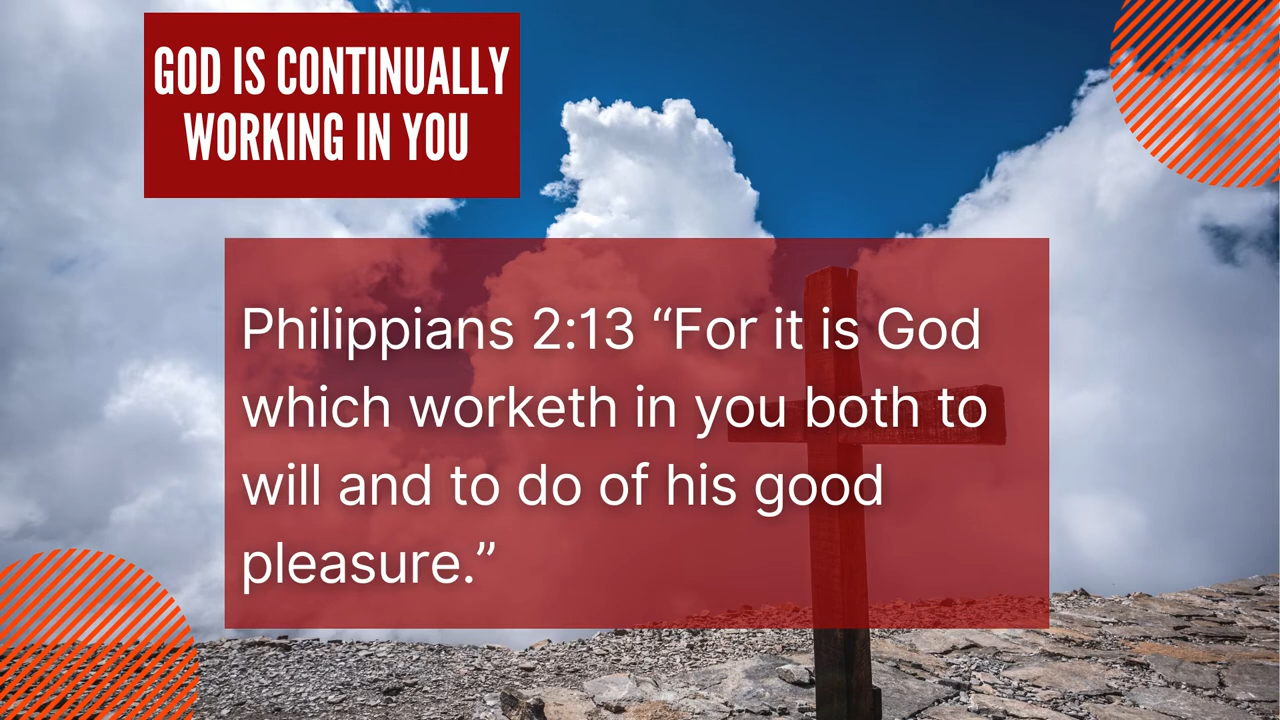 GOD IS CONTINUALLY
WORKING IN YOU
Philippians 2:13 “For it is God
which worketh in you both to
will and to do of his good
pleasure.”